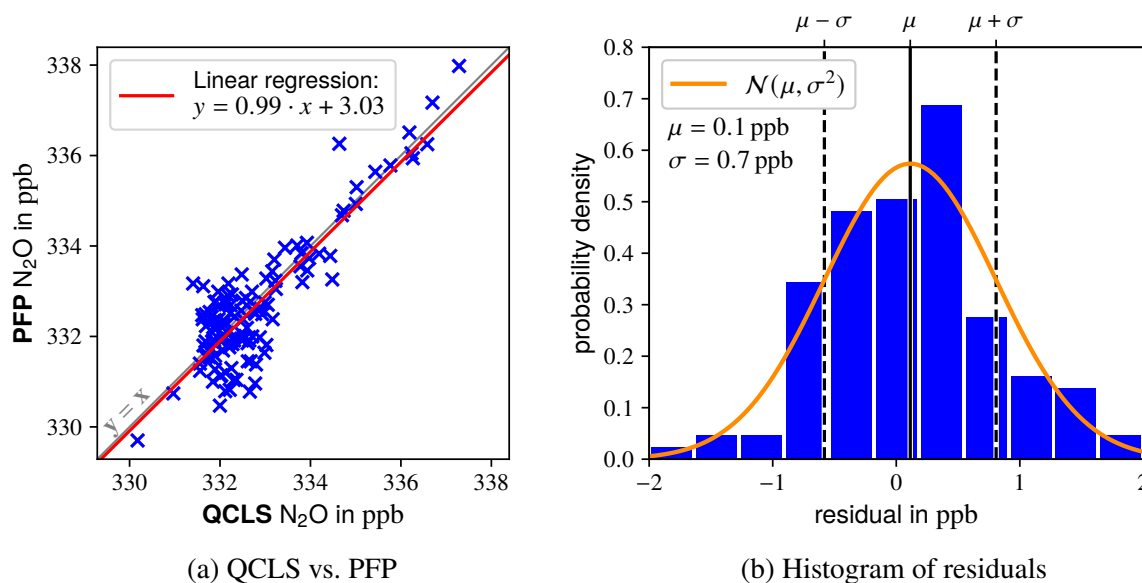 338
336
334
332
330
330 332 334 336 338
PFP N₂O in ppb
QCLS N₂O in ppb
Linear regression:
y = 0.99 · x + 3.03
y = x
(a) QCLS vs. PFP
μ − σ μ μ + σ
0.8
0.7
0.6
0.5
0.4
0.3
0.2
0.1
0.0
−2 −1 0 1 2
probability density
residual in ppb
𝒩(μ, σ²)
μ = 0.1 ppb
σ = 0.7 ppb
(b) Histogram of residuals